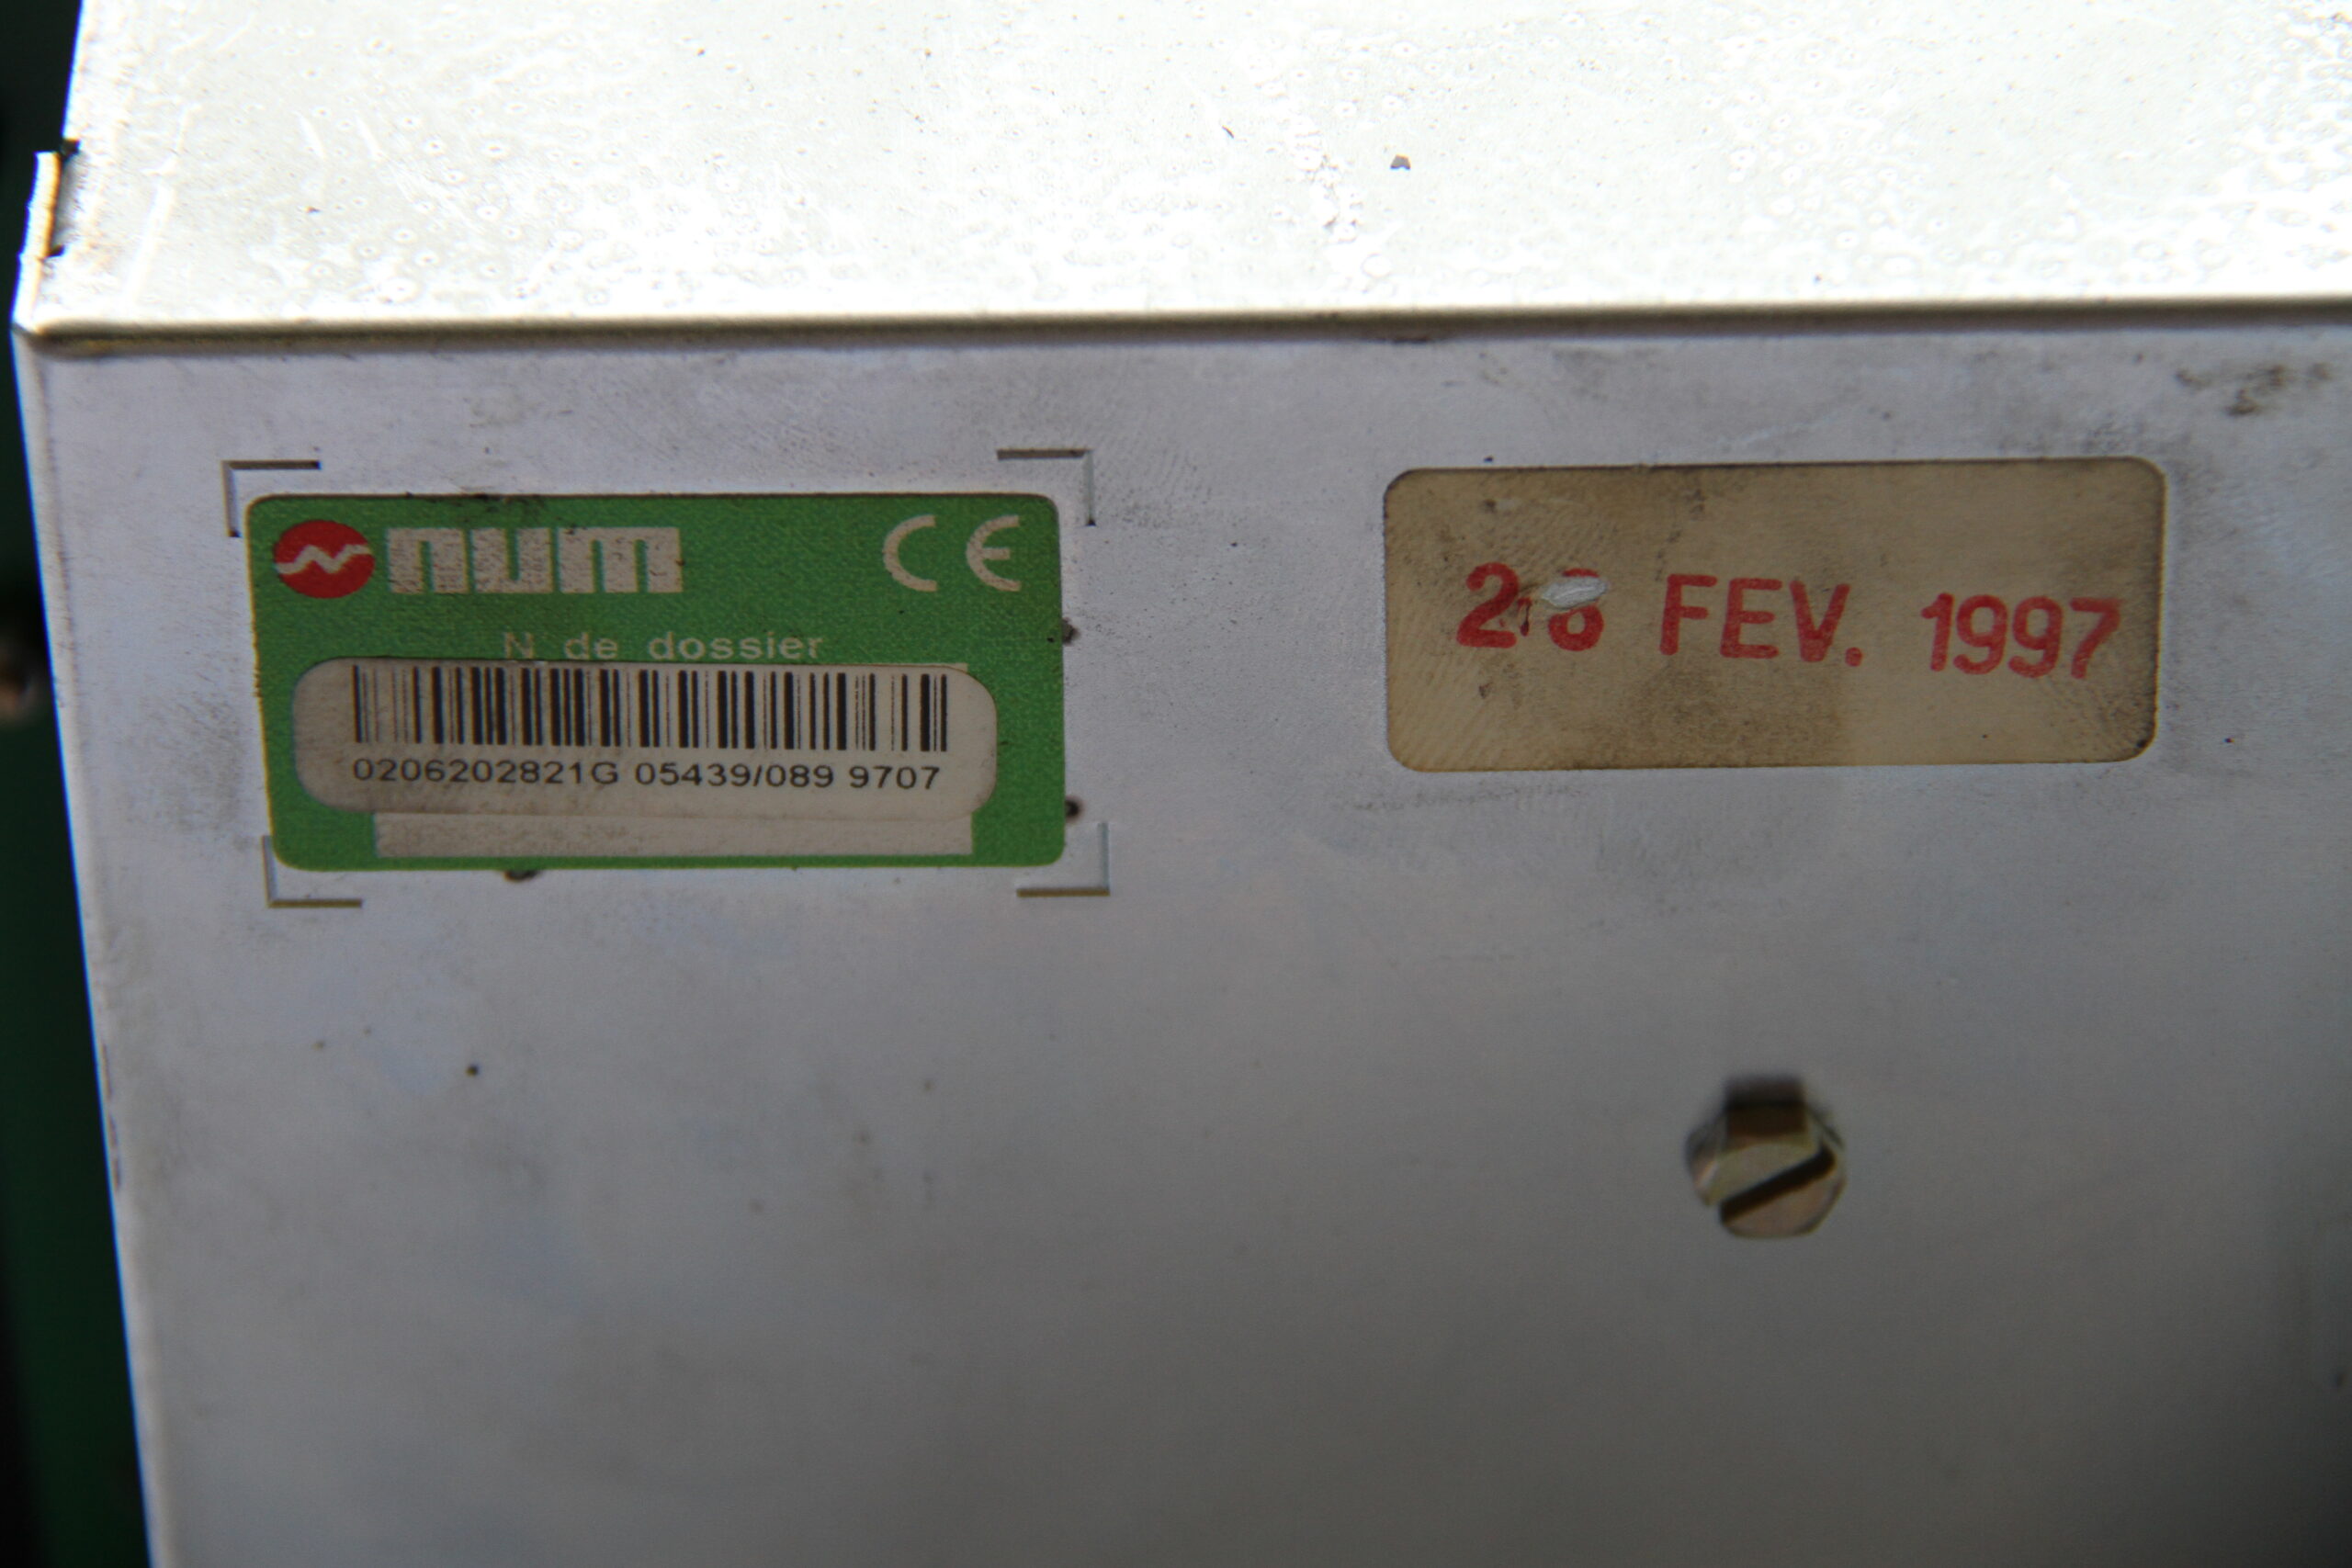 num CE
N° de dossier
0206202821G 05439/089 9707
FEV. 1997